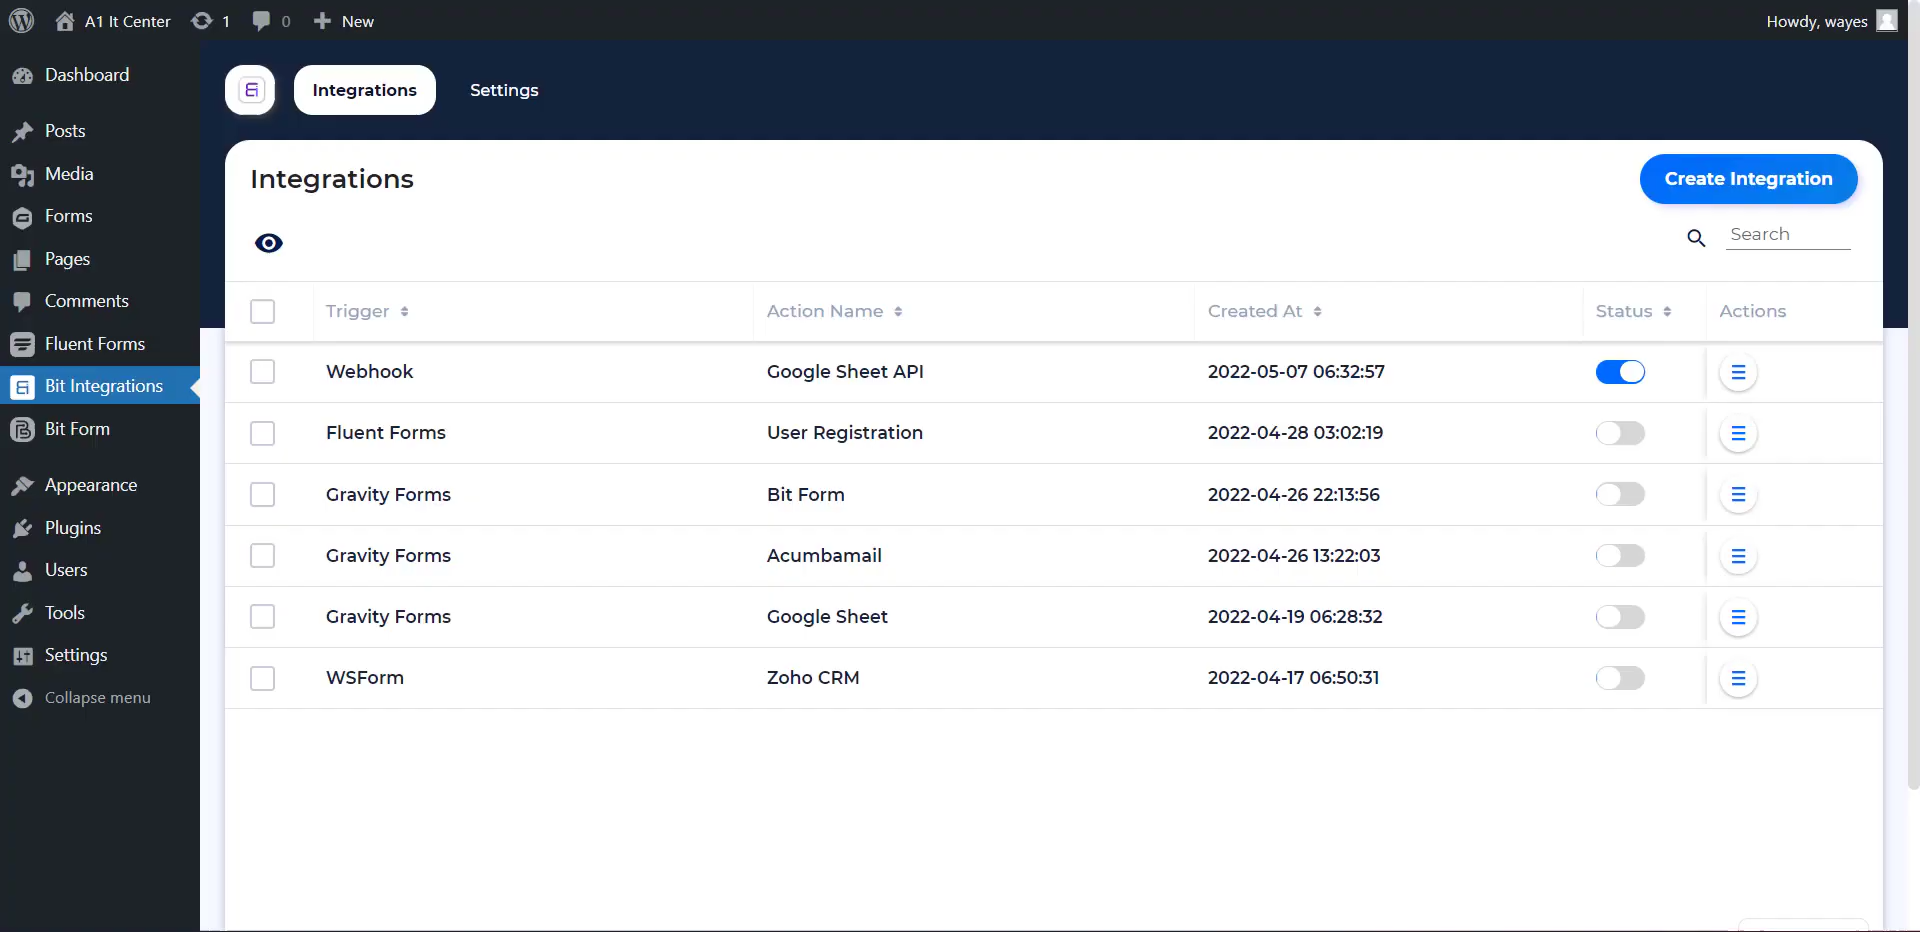 A1 It Center 1 0 New Howdy, wayes
Dashboard
Posts
Media
Forms
Pages
Comments
Fluent Forms
Bit Integrations
Bit Form
Appearance
Plugins
Users
Tools
Settings
Collapse menu
Integrations Settings
Integrations Create Integration
Search
Trigger Action Name Created At Status Actions
Webhook Google Sheet API 2022-05-07 06:32:57
Fluent Forms User Registration 2022-04-28 03:02:19
Gravity Forms Bit Form 2022-04-26 22:13:56
Gravity Forms Acumbamail 2022-04-26 13:22:03
Gravity Forms Google Sheet 2022-04-19 06:28:32
WSForm Zoho CRM 2022-04-17 06:50:31